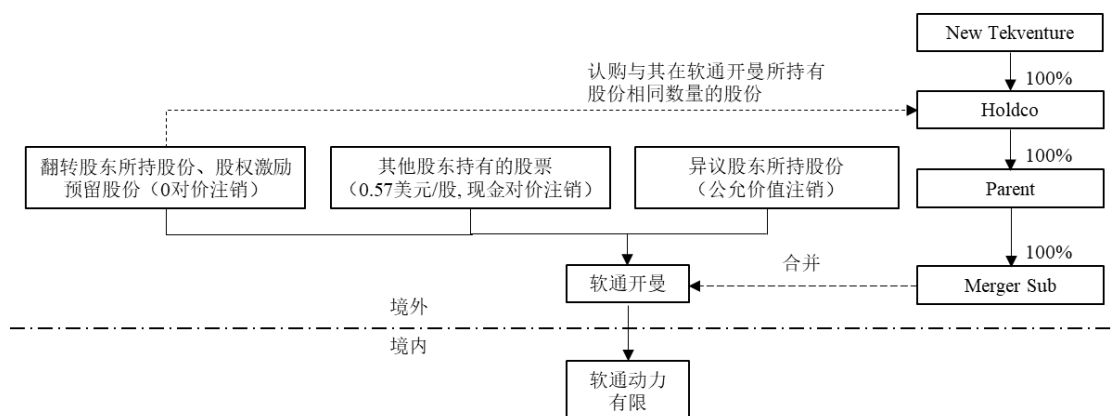 New Tekventure
100%
认购与其在软通开曼所持有
股份相同数量的股份
Holdco
100%
翻转股东所持股份、股权激励
预留股份（0对价注销）
其他股东持有的股票
（0.57美元/股, 现金对价注销）
异议股东所持股份
（公允价值注销）
Parent
100%
合并
软通开曼
Merger Sub
境外
境内
软通动力
有限